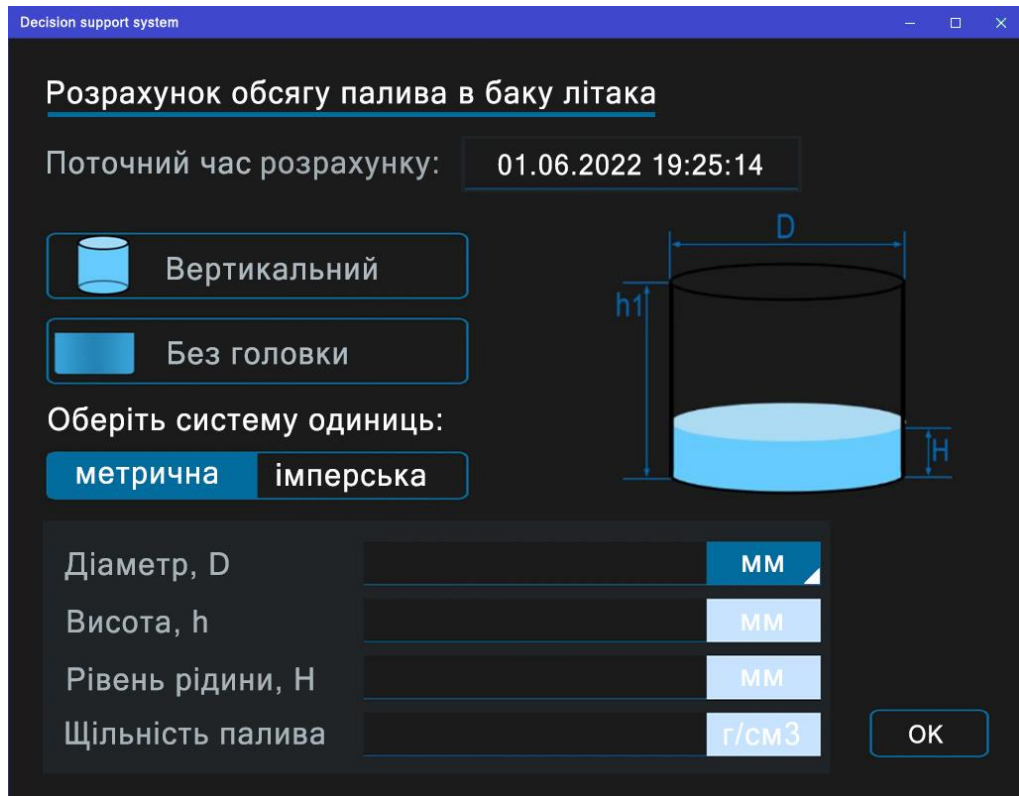 Decision support system
Розрахунок обсягу палива в баку літака
Поточний час розрахунку: 01.06.2022 19:25:14
Вертикальний
Без головки
Оберіть систему одиниць:
метрична імперська
D
h1
H
Діаметр, D мм
Висота, h мм
Рівень рідини, H мм
Щільність палива г/см3
OK